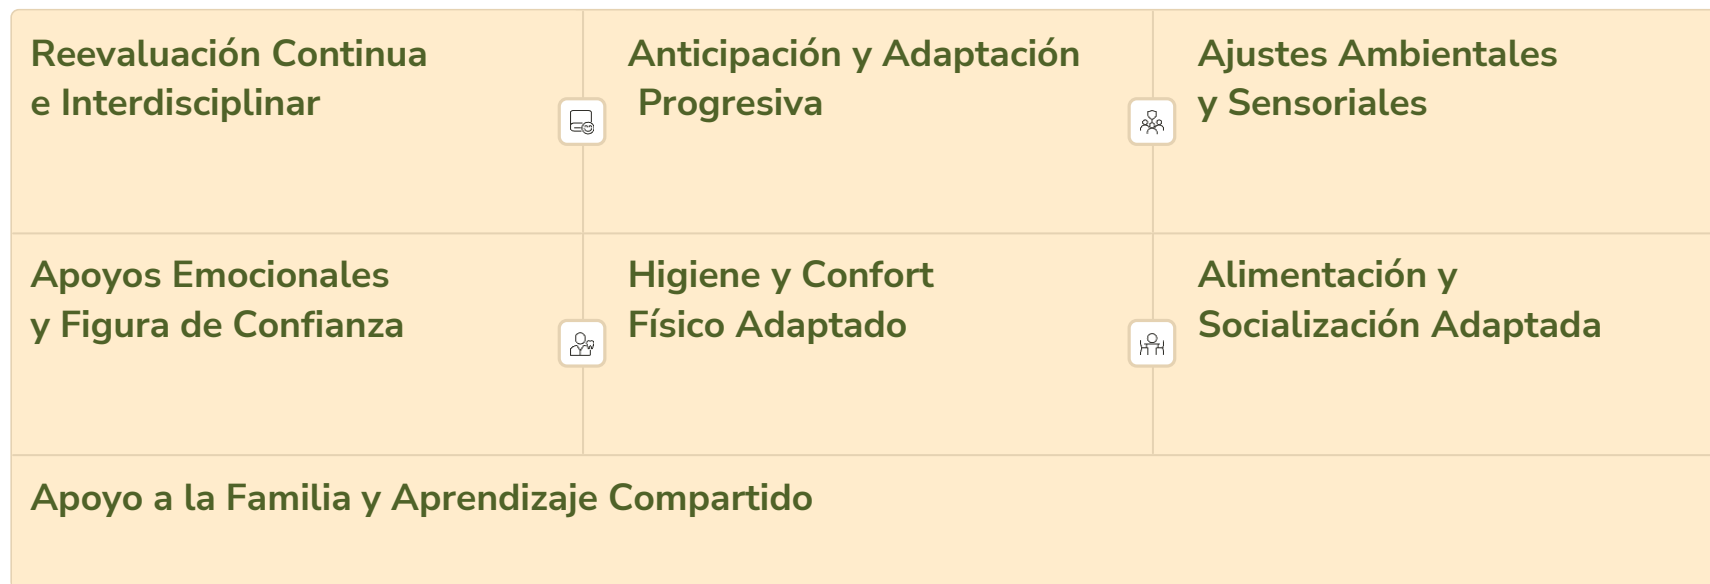 Reevaluación Continua
e Interdisciplinar
Anticipación y Adaptación
Progresiva
Ajustes Ambientales
y Sensoriales
Apoyos Emocionales
y Figura de Confianza
Higiene y Confort
Físico Adaptado
Alimentación y
Socialización Adaptada
Apoyo a la Familia y Aprendizaje Compartido